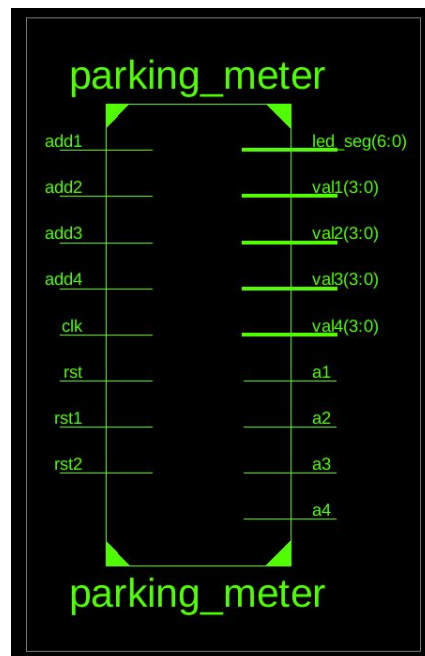 parking_meter
add1 led_seg(6:0)
add2 val1(3:0)
add3 val2(3:0)
add4 val3(3:0)
clk val4(3:0)
rst a1
rst1 a2
rst2 a3
a4
parking_meter